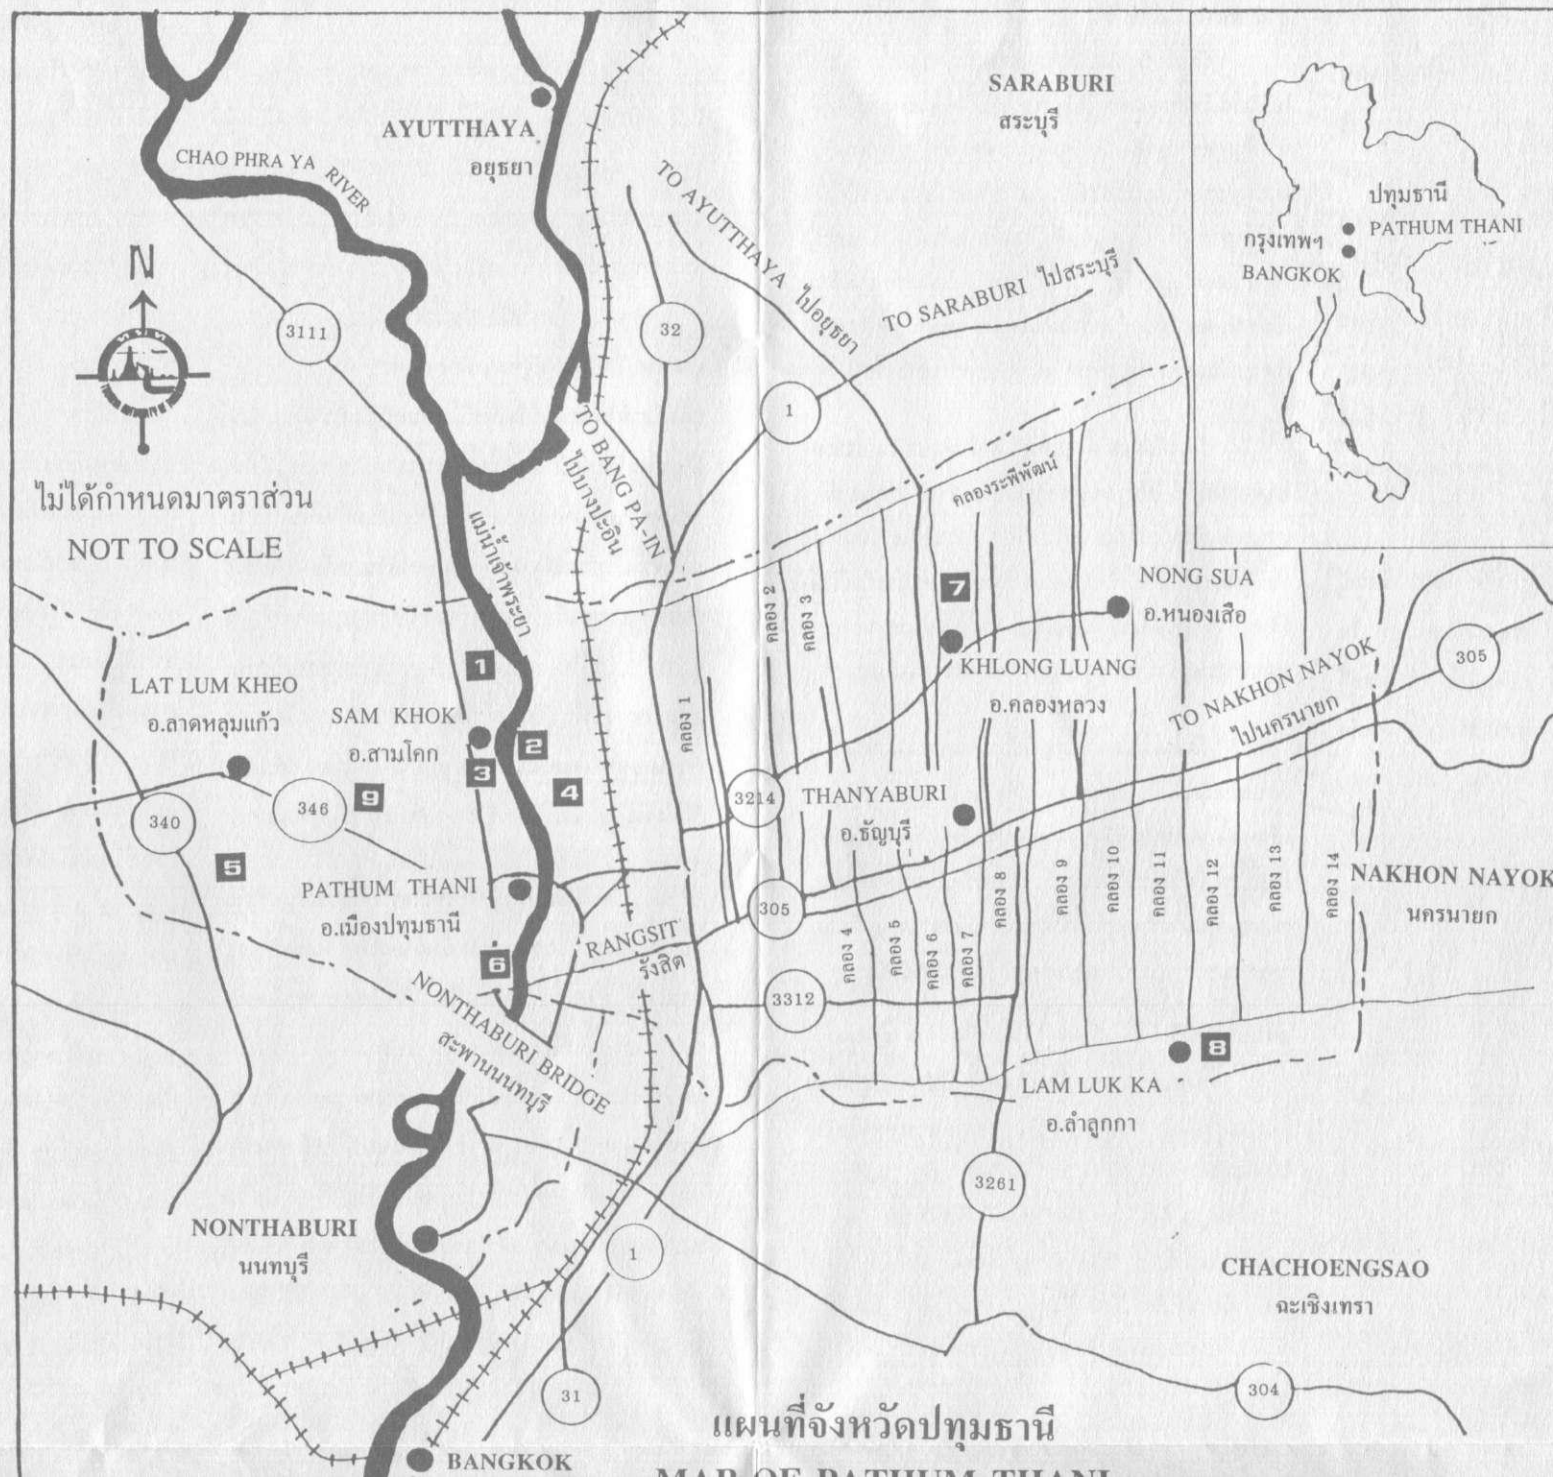 SARABURI
สระบุรี
AYUTTHAYA
อยุธยา
CHAO PHRA YA RIVER
TO AYUTTHAYA ไปอยุธยา
TO SARABURI ไปสระบุรี
ปทุมธานี
PATHUM THANI
กรุงเทพฯ
BANGKOK
N
3111
32
1
TO BANG PA-IN
ไปบางปะอิน
ไม่ได้กำหนดมาตราส่วน
NOT TO SCALE
แม่น้ำเจ้าพระยา
คลองระพีพัฒน์
7
NONG SUA
อ.หนองเสือ
คลอง 2
คลอง 3
KHLONG LUANG
อ.คลองหลวง
305
TO NAKHON NAYOK
ไปนครนายก
1
LAT LUM KHEO
อ.ลาดหลุมแก้ว
SAM KHOK
อ.สามโคก
2
3
4
คลอง 1
9
346
340
5
3214
THANYABURI
อ.ธัญบุรี
PATHUM THANI
อ.เมืองปทุมธานี
305
RANGSIT
รังสิต
คลอง 4
คลอง 5
คลอง 6
คลอง 7
คลอง 8
คลอง 9
คลอง 10
คลอง 11
คลอง 12
คลอง 13
คลอง 14
NAKHON NAYOK
นครนายก
6
NONTHABURI BRIDGE
สะพานนนทบุรี
3312
8
LAM LUK KA
อ.ลำลูกกา
3261
NONTHABURI
นนทบุรี
1
CHACHOENGSAO
ฉะเชิงเทรา
31
304
BANGKOK
แผนที่จังหวัดปทุมธานี
MAP OF PATHUM THANI